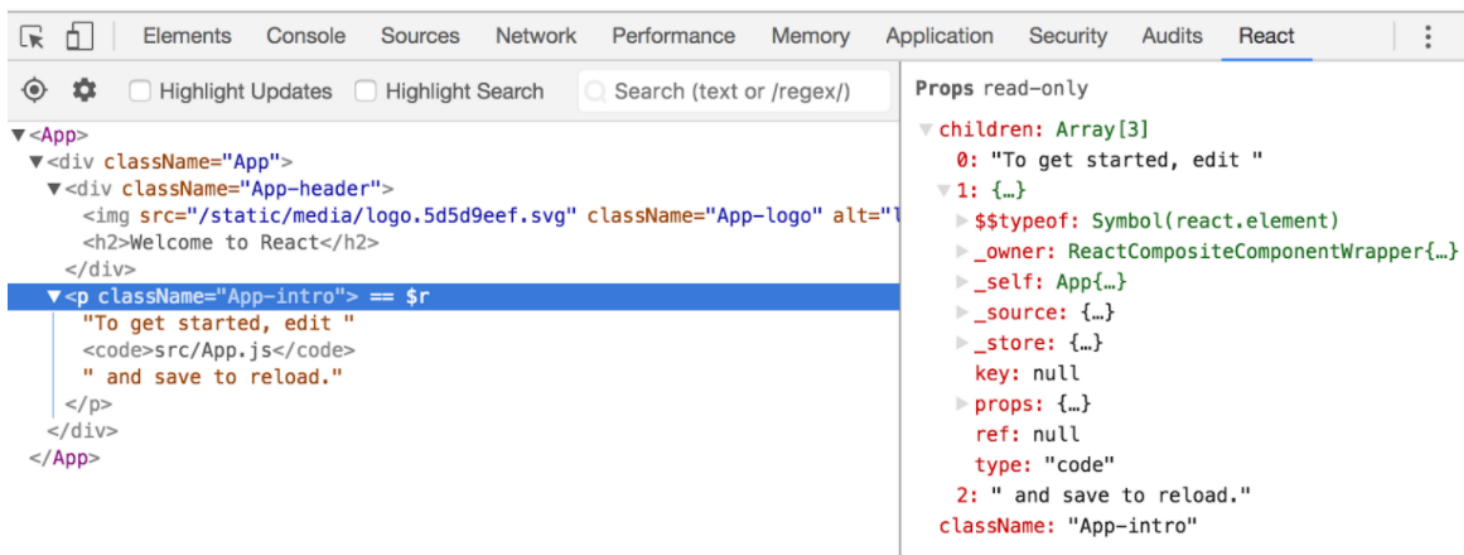 Elements Console Sources Network Performance Memory Application Security Audits React
Highlight Updates Highlight Search Search (text or /regex/)
<App>
<div className="App">
<div className="App-header">
<img src="/static/media/logo.5d5d9eef.svg" className="App-logo" alt="l
<h2>Welcome to React</h2>
</div>
<p className="App-intro"> == $r
"To get started, edit "
<code>src/App.js</code>
" and save to reload."
</p>
</div>
</App>
Props read-only
children: Array[3]
0: "To get started, edit "
1: {…}
$$typeof: Symbol(react.element)
_owner: ReactCompositeComponentWrapper{…}
_self: App{…}
_source: {…}
_store: {…}
key: null
props: {…}
ref: null
type: "code"
2: " and save to reload."
className: "App-intro"